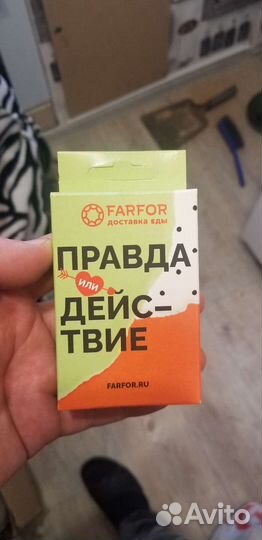 FARFOR
доставка еды
ПРАВДА
или
ДЕЙС-
ТВИЕ
FARFOR.RU
Avito